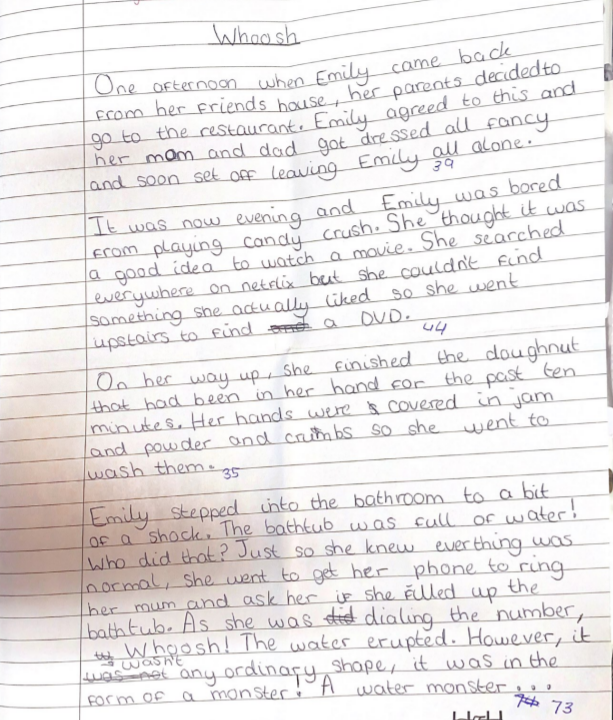 Whoosh
One afternoon when Emily came back
from her friends house, her parents decided to
go to the restaurant. Emily agreed to this and
her mom and dad got dressed all fancy
and soon set off leaving Emily all alone.
39
It was now evening and Emily was bored
from playing candy crush. She thought it was
a good idea to watch a movie. She searched
everywhere on netflix but she couldn't find
something she actually liked so she went
upstairs to find and a DVD.
44
On her way up, she finished the doughnut
that had been in her hand for the past ten
minutes. Her hands were covered in jam
and powder and crumbs so she went to
wash them. 35
Emily stepped into the bathroom to a bit
of a shock. The bathtub was full of water!
Who did that? Just so she knew everthing was
normal, she went to get her phone to ring
her mum and ask her if she filled up the
bathtub. As she was did dialing the number,
Whoosh! The water erupted. However, it
wasn't
was not any ordinary shape, it was in the
form of a monster! A water monster...
73